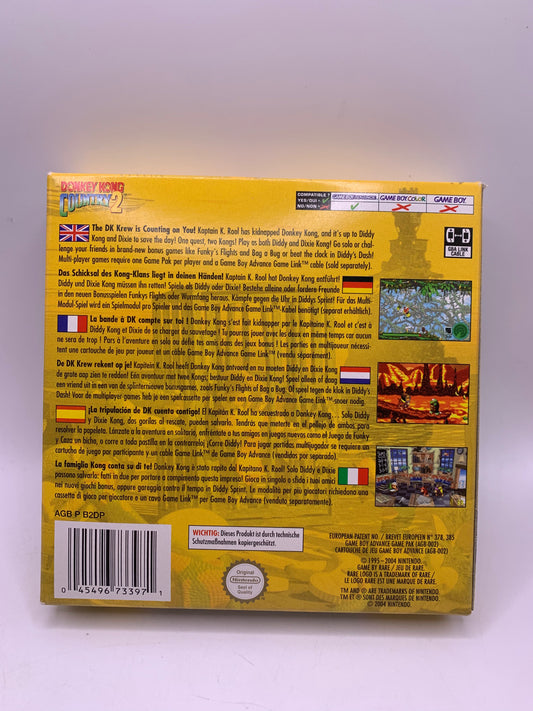 DONKEY KONG
COUNTRY 2
COMPATIBLE
YES/OUI
NO/NON
GAME BOY ADVANCE
GAME BOY COLOR
GAME BOY
GBA LINK
CABLE
The DK Krew is Counting on You! Kaptain K. Rool has kidnapped Donkey Kong, and it's up to Diddy
Kong and Dixie to save the day! One quest, two Kongs! Play as both Diddy and Dixie Kong! Go solo or chal-
lenge your friends in brand-new bonus games like Funky's Flights and Bag a Bug or beat the clock in Diddy's Dash!
Multi-player games require one Game Pak per player and a Game Boy Advance Game Link™ cable (sold separately).
Das Schicksal des Kong-Klans liegt in deinen Händen! Kaptain K. Rool hat Donkey Kong entführt!
Diddy und Dixie Kong müssen ihn retten! Spiele als Diddy oder Dixie! Bestehe alleine oder fordere Freunde
in den neuen Bonusspielen Funky's Flights oder Wurmfang heraus. Kämpfe gegen die Uhr in Diddys Sprint! Für das Multi-
Modul-Spiel wird ein Spielmodul pro Spieler und das Game Boy Advance Game Link™-Kabel benötigt (separat erhältlich).
La bande à DK compte sur toi ! Donkey Kong s'est fait kidnapper par le Kapitaine K. Rool et c'est à
Diddy Kong et Dixie de se charger du sauvetage ! Tu pourras jouer avec les deux en même temps car aucun
ne sera de trop ! Pars à l'aventure en solo ou défie tes amis dans des jeux bonus ! Les parties en multijoueur nécessi-
tent une cartouche de jeu par joueur et un câble Game Boy Advance Game Link™ (vendu séparément).
De DK Krew rekent op je! Kapitein K. Rool heeft Donkey Kong ontvoerd en nu moeten Diddy en Dixie Kong
de grote aap zien te redden! Eén avontuur met twee Kongs; bestuur Diddy en Dixie Kong! Speel alleen of daag
een vriend uit in een van de splinternieuwe bonusgames, zoals Funky's Flights of Bag a Bug. Of speel tegen de klok in Diddy's
Dash! Voor de multiplayer games heb je een spelcassette per speler en een Game Boy Advance Game Link™-snoer nodig.
¡La tripulacion de DK cuenta contigo! El Kapitán K. Rool ha secuestrado a Donkey Kong... Solo Diddy
y Dixie Kong, dos gorilas al rescate, pueden salvarlo. Tendrás que meterte en el pellejo de ambos para
resolver la papeleta. Lánzate a la aventura en solitario, enfréntate a tus amigos en juegos nuevos como el Juego de Funky
y Caza un bicho, o corre a toda pastilla en la contrarreloj ¡Corre Diddy! Para jugar partidas multijugador se requiere un
cartucho de juego por participante y un cable Game Link™ de Game Boy Advance (vendidos por separado).
La famiglia Kong conta su di te! Donkey Kong è stato rapito dal Kapitano K. Rool! Solo Diddy e Dixie
possono salvarlo: fatti in due per portare a compimento questa impresa! Gioca in singolo o sfida i tuoi amici
nei nuovi giochi bonus, oppure gareggia contro il tempo in Diddy Sprint. Le modalità per più giocatori richiedono una
cassetta di gioco per giocatore e un cavo Game Link™ per Game Boy Advance (venduto separatamente).
AGB P B2DP
0 45496 73397 1
WICHTIG: Dieses Produkt ist durch technische
Schutzmaßnahmen kopiergeschützt.
Original
Nintendo
Seal of
Quality
EUROPEAN PATENT NO. / BREVET EUROPEEN N° 378, 385
GAME BOY ADVANCE GAME PAK (AGB-002)
CARTOUCHE DE JEU GAME BOY ADVANCE (AGB-002)
© 1995-2004 NINTENDO.
GAME BY RARE / JEU DE RARE.
RARE LOGO IS A TRADEMARK OF RARE /
LE LOGO RARE EST UNE MARQUE DE RARE
TM AND ® ARE TRADEMARKS OF NINTENDO
TM ET ® SONT DES MARQUES DE NINTENDO.
© 2004 NINTENDO.